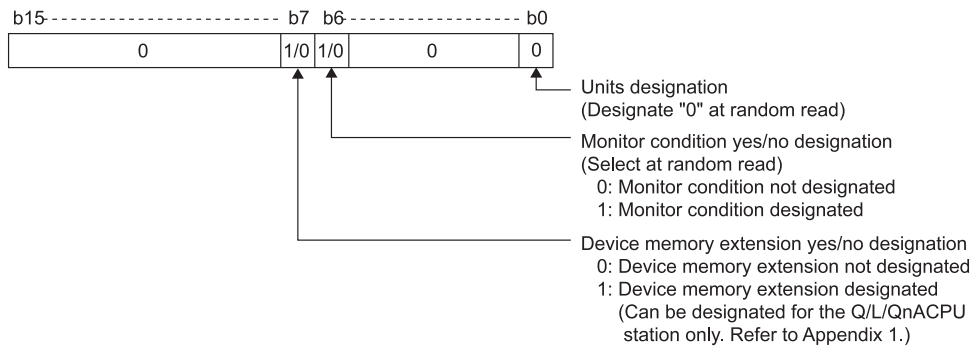 b15 b7 b6 b0
0 1/0 1/0 0 0
Units designation
(Designate "0" at random read)
Monitor condition yes/no designation
(Select at random read)
0: Monitor condition not designated
1: Monitor condition designated
Device memory extension yes/no designation
0: Device memory extension not designated
1: Device memory extension designated
(Can be designated for the Q/L/QnACPU
station only. Refer to Appendix 1.)